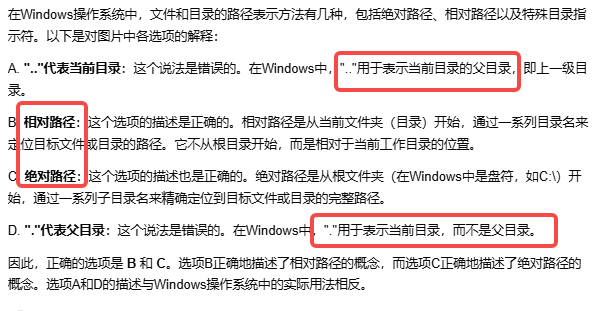 在Windows操作系统中，文件和目录的路径表示方法有几种，包括绝对路径、相对路径以及特殊目录指
示符。以下是对图片中各选项的解释：
A. ".."代表当前目录：这个说法是错误的。在Windows中，".."用于表示当前目录的父目录，即上一级目
录。
B. 相对路径：这个选项的描述是正确的。相对路径是从当前文件夹（目录）开始，通过一系列目录名来
定位目标文件或目录的路径。它不从根目录开始，而是相对于当前工作目录的位置。
C. 绝对路径：这个选项的描述也是正确的。绝对路径是从根文件夹（在Windows中是盘符，如C:\）开
始，通过一系列子目录名来精确定位到目标文件或目录的完整路径。
D. "."代表父目录：这个说法是错误的。在Windows中，"."用于表示当前目录，而不是父目录。
因此，正确的选项是 B 和 C。选项B正确地描述了相对路径的概念，而选项C正确地描述了绝对路径的
概念。选项A和D的描述与Windows操作系统中的实际用法相反。